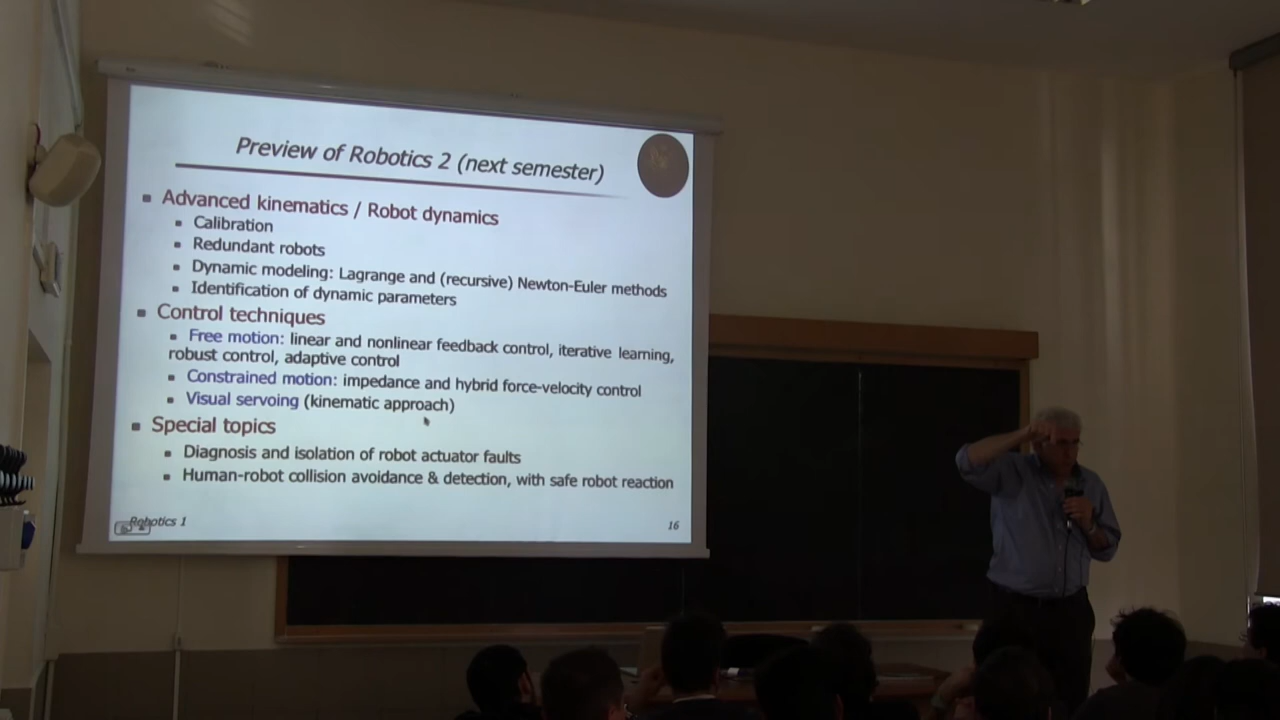 Preview of Robotics 2 (next semester)
Advanced kinematics / Robot dynamics
Calibration
Redundant robots
Dynamic modeling: Lagrange and (recursive) Newton-Euler methods
Identification of dynamic parameters
Control techniques
Free motion: linear and nonlinear feedback control, iterative learning,
robust control, adaptive control
Constrained motion: impedance and hybrid force-velocity control
Visual servoing (kinematic approach)
Special topics
Diagnosis and isolation of robot actuator faults
Human-robot collision avoidance & detection, with safe robot reaction
Robotics 1
16